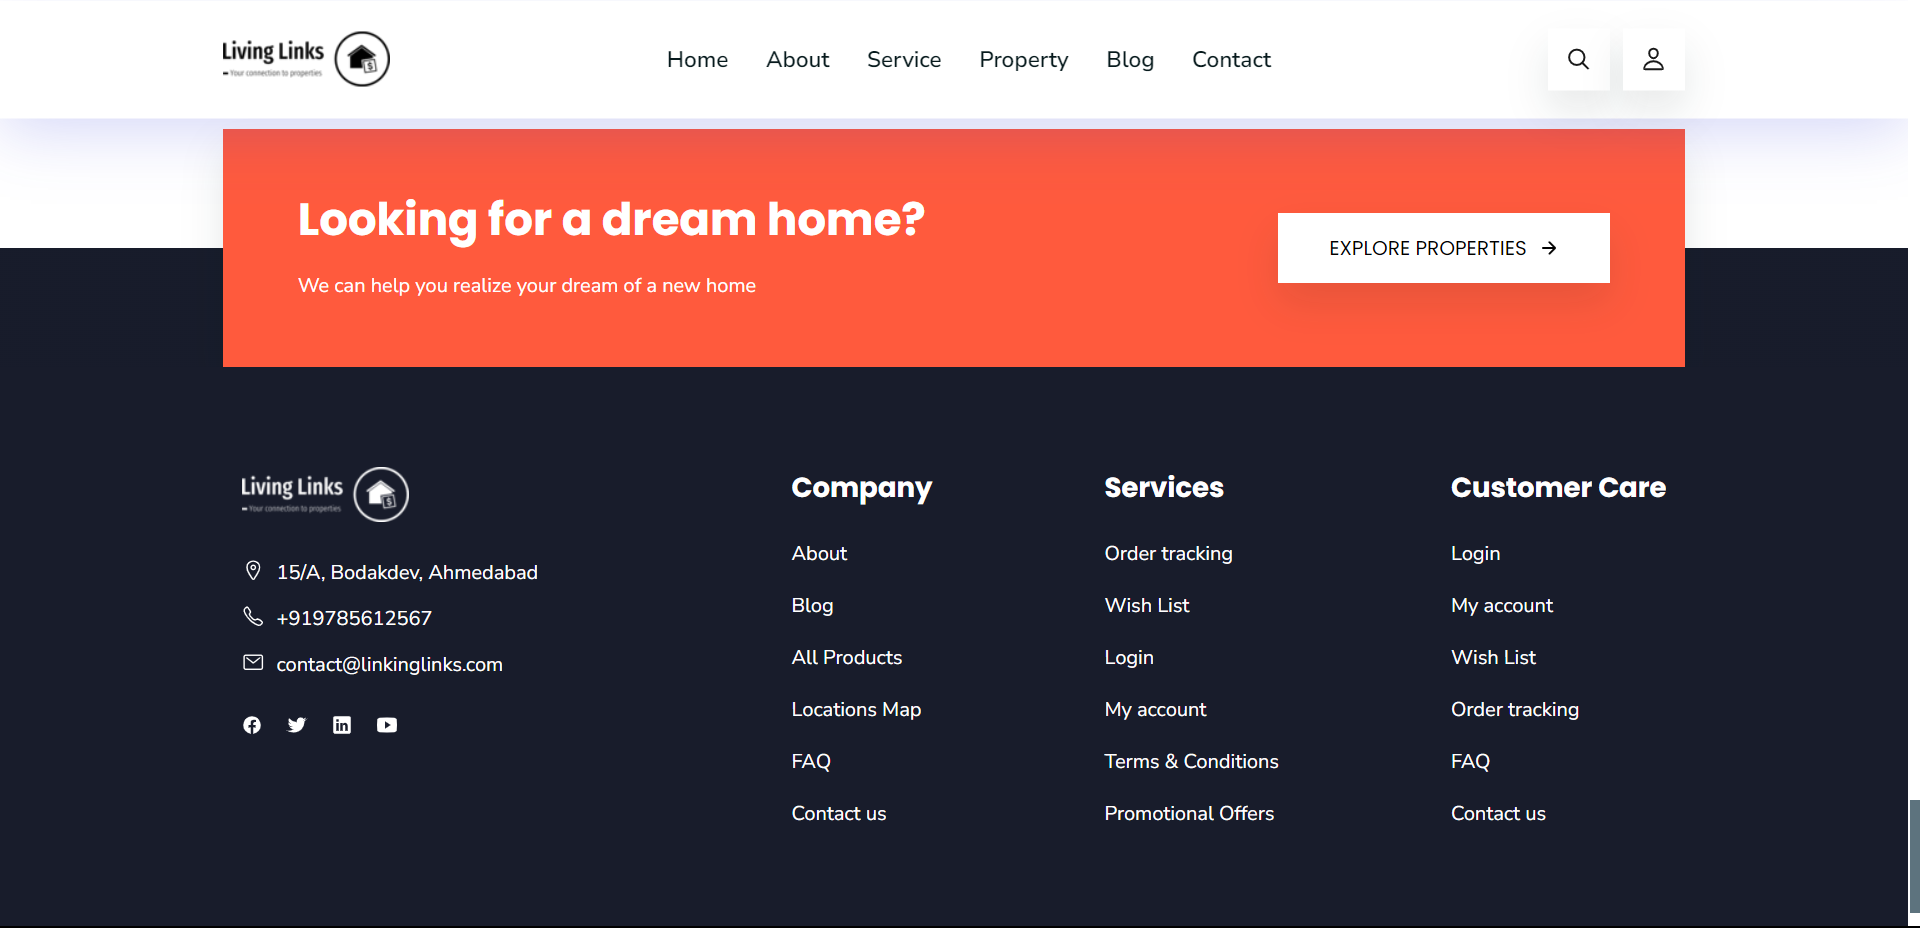 Living Links
Your connection to properties
Home
About
Service
Property
Blog
Contact
Looking for a dream home?
We can help you realize your dream of a new home
EXPLORE PROPERTIES
Living Links
Your connection to properties
15/A, Bodakdev, Ahmedabad
+919785612567
contact@linkinglinks.com
Company
About
Blog
All Products
Locations Map
FAQ
Contact us
Services
Order tracking
Wish List
Login
My account
Terms & Conditions
Promotional Offers
Customer Care
Login
My account
Wish List
Order tracking
FAQ
Contact us